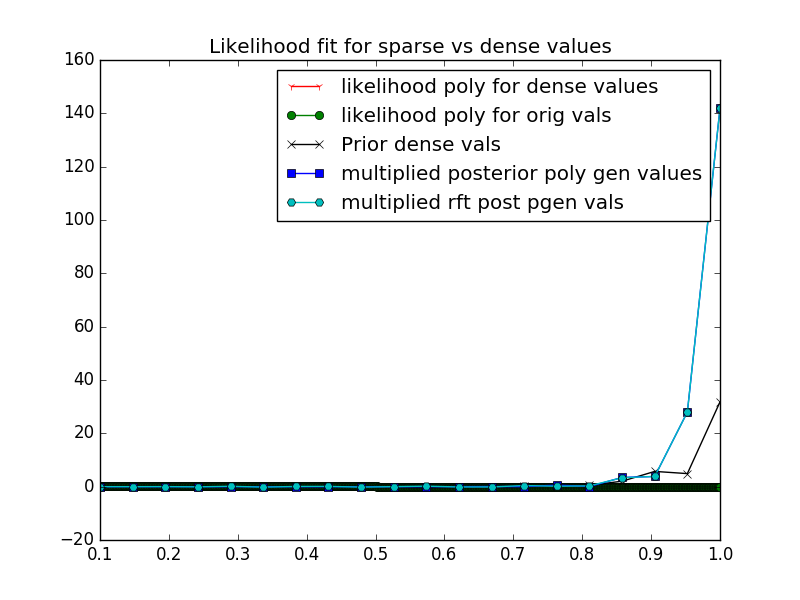 Likelihood fit for sparse vs dense values
160
140
120
100
80
60
40
20
0
−20
likelihood poly for dense values
likelihood poly for orig vals
Prior dense vals
multiplied posterior poly gen values
multiplied rft post pgen vals
0.1 0.2 0.3 0.4 0.5 0.6 0.7 0.8 0.9 1.0